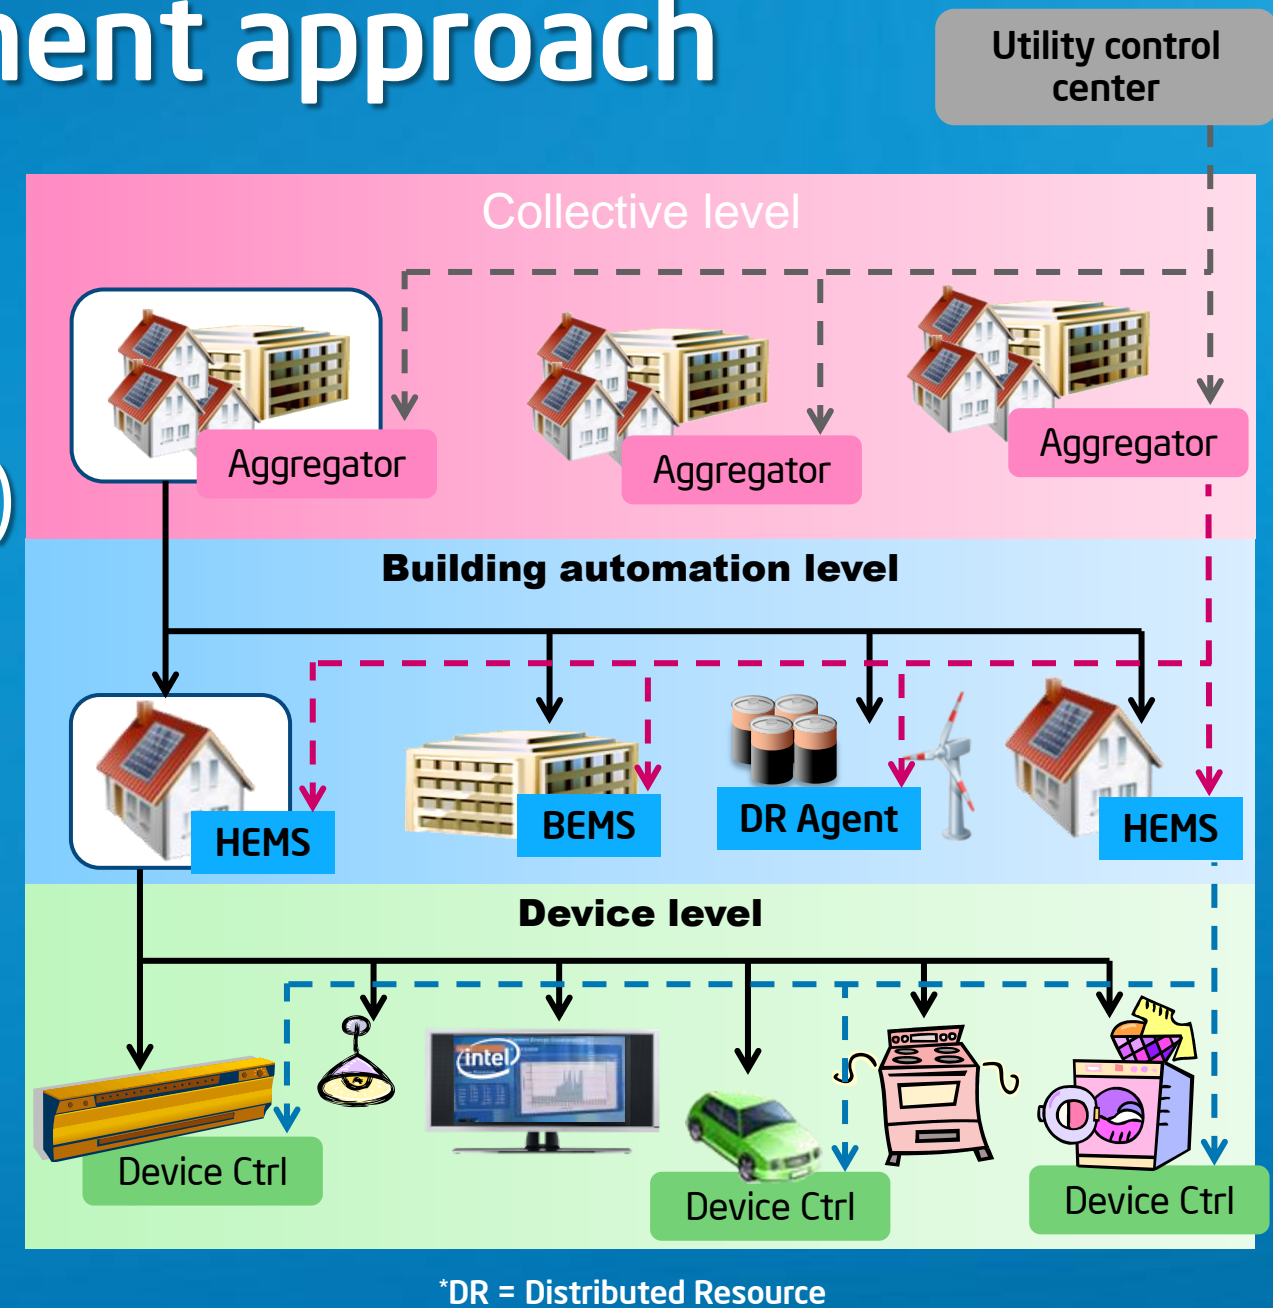 approach
Utility control
center
Collective level
Aggregator
Aggregator
Aggregator
)
Building automation level
HEMS
BEMS
DR Agent
HEMS
Device level
intel
Device Ctrl
Device Ctrl
Device Ctrl
*DR = Distributed Resource